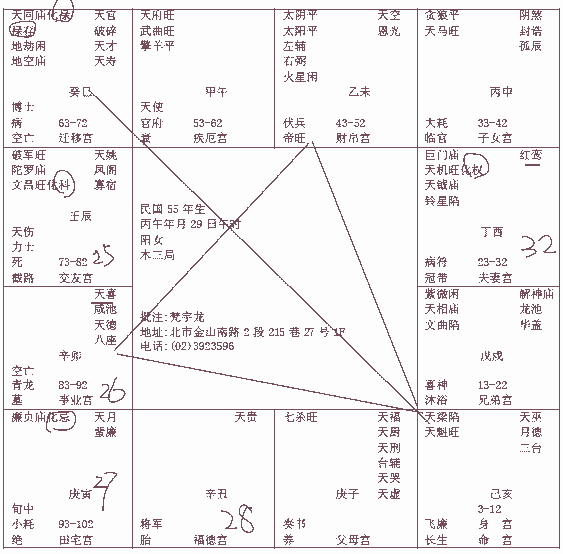 天同庙化禄 天官
禄存 破碎
地劫闲 天才
地空庙 天寿
癸巳
博士
病 63-72
空亡 迁移宫
天府旺
武曲旺
擎羊平
甲午
天使
官府 53-62
衰 疾厄宫
太阴平 天空
太阳平 恩光
左辅
右弼
火星闲
乙未
伏兵 43-52
帝旺 财帛宫
贪狼平 阴煞
天马旺 封诰
孤辰
丙申
大耗 33-42
临官 子女宫
破军旺 天姚
陀罗庙 凤阁
文昌旺化科 寡宿
壬辰
天伤
力士
死 73-82
截路 交友宫
25
民国 55 年生
丙午年月 29 日午时
阳女
木三局
批注:梵宇龙
地址:北市金山南路 2 段 215 巷 27 号 1F
电话:(02)3923596
巨门庙 红鸾
天机旺化权
天钺庙
铃星陷
丁酉
病符 23-32
冠带 夫妻宫
32
天喜
咸池
天德
八座
辛卯
空亡
青龙 83-92
墓 事业宫
26
紫微闲 解神庙
天相庙 龙池
文曲陷 华盖
戊戌
喜神 13-22
沐浴 兄弟宫
廉贞庙化忌 天月
蜚廉
庚寅
旬中
小耗 93-102
绝 田宅宫
27
天贵
辛丑
将军
胎 福德宫
28
七杀旺 天福
天厨
天刑
台辅
天哭
天虚
庚子
奏书
养 父母宫
天梁陷 天巫
天魁旺 月德
三台
己亥
3-12
飞廉 身 宫
长生 命 宫